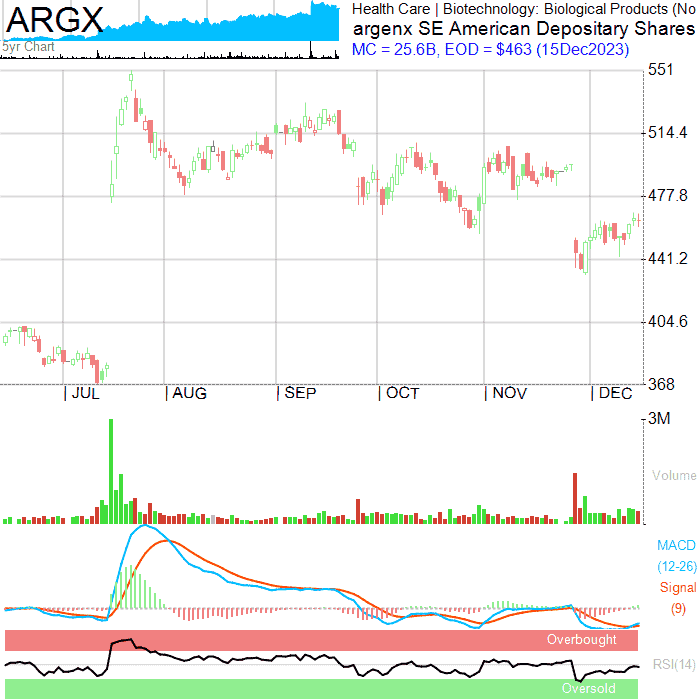 ARGX
5yr Chart
Health Care | Biotechnology: Biological Products (No
argenx SE American Depositary Shares
MC = 25.6B, EOD = $463 (15Dec2023)
551
514.4
477.8
441.2
404.6
368
| JUL | AUG | SEP | OCT | NOV | DEC
3M
Volume
MACD
(12-26)
Signal
(9)
Overbought
RSI(14)
Oversold